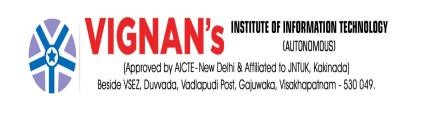 VIGNAN's INSTITUTE OF INFORMATION TECHNOLOGY
(AUTONOMOUS)
(Approved by AICTE-New Delhi & Affiliated to JNTUK, Kakinada)
Beside VSEZ, Duvvada, Vadlapudi Post, Gajuwaka, Visakhapatnam - 530 049.